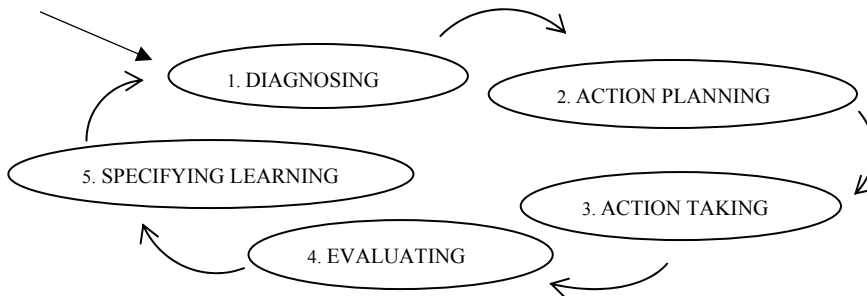 1. DIAGNOSING
2. ACTION PLANNING
3. ACTION TAKING
4. EVALUATING
5. SPECIFYING LEARNING